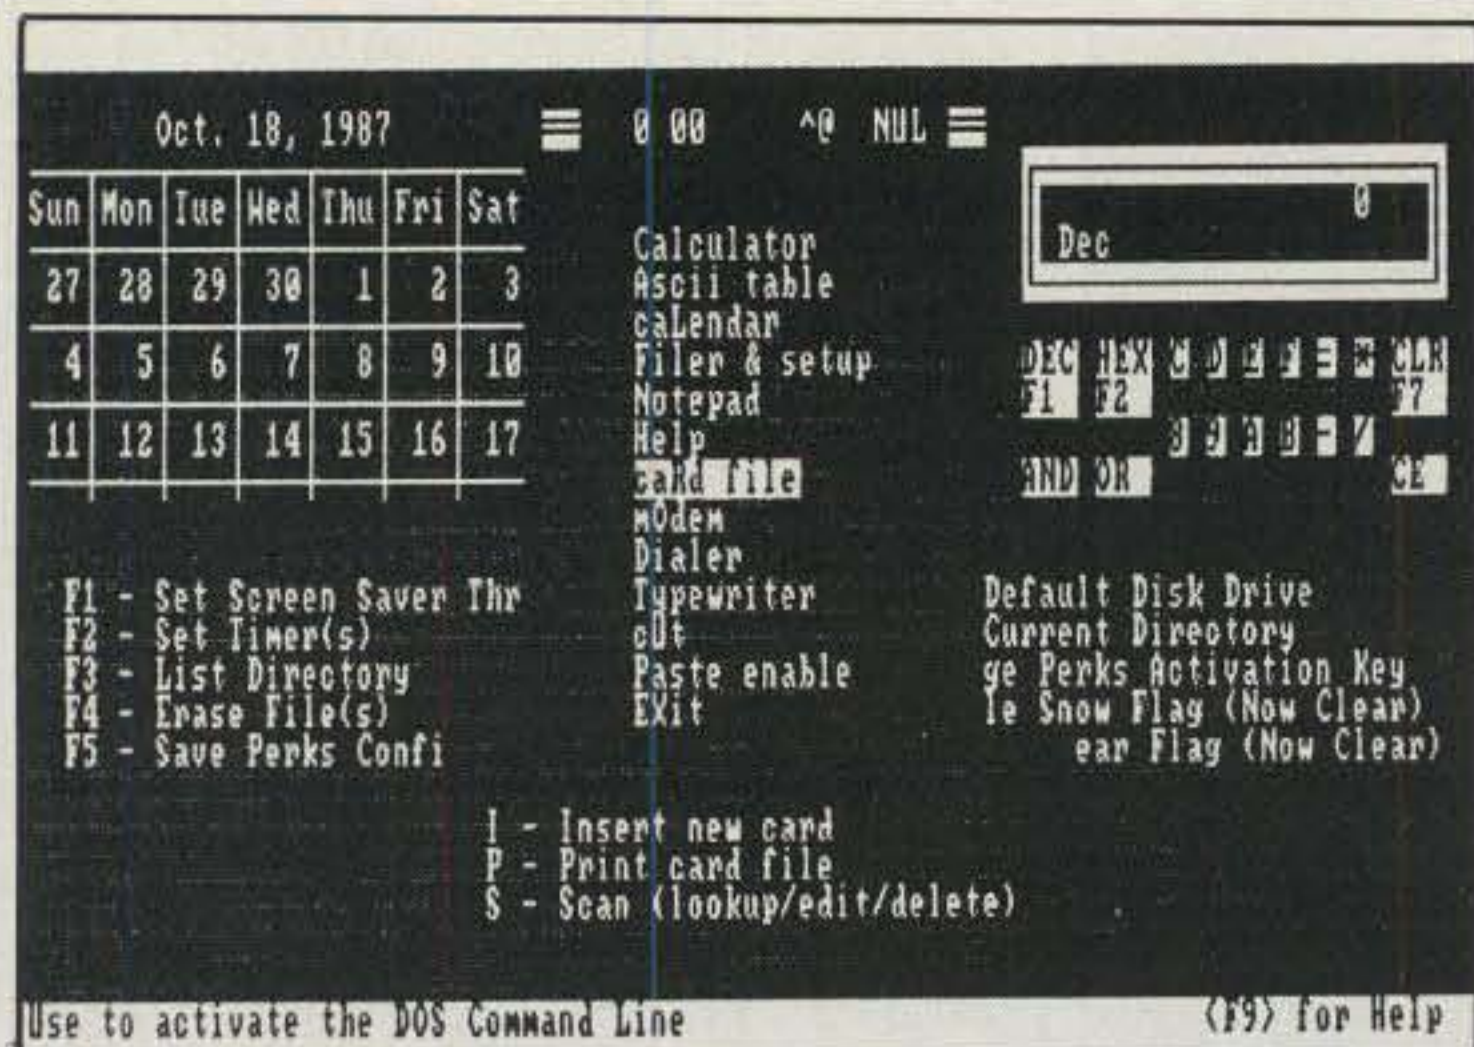 Oct. 18, 1987
Sun Mon Tue Wed Thu Fri Sat
27 28 29 30 1 2 3
4 5 6 7 8 9 10
11 12 13 14 15 16 17
0 00 ^@ NUL
Calculator
Ascii table
caLendar
Filer & setup
Notepad
Help
caRd file
mOdem
Dialer
Typewriter
cUt
Paste enable
EXit
0
Dec
DEC HEX C D E F = * CLR
F1 F2 F7
8 9 A B - /
AND OR CE
F1 - Set Screen Saver Thr
F2 - Set Timer(s)
F3 - List Directory
F4 - Erase File(s)
F5 - Save Perks Confi
Default Disk Drive
Current Directory
ge Perks Activation Key
le Snow Flag (Now Clear)
ear Flag (Now Clear)
I - Insert new card
P - Print card file
S - Scan (lookup/edit/delete)
Use to activate the DOS Command Line
<F9> for Help